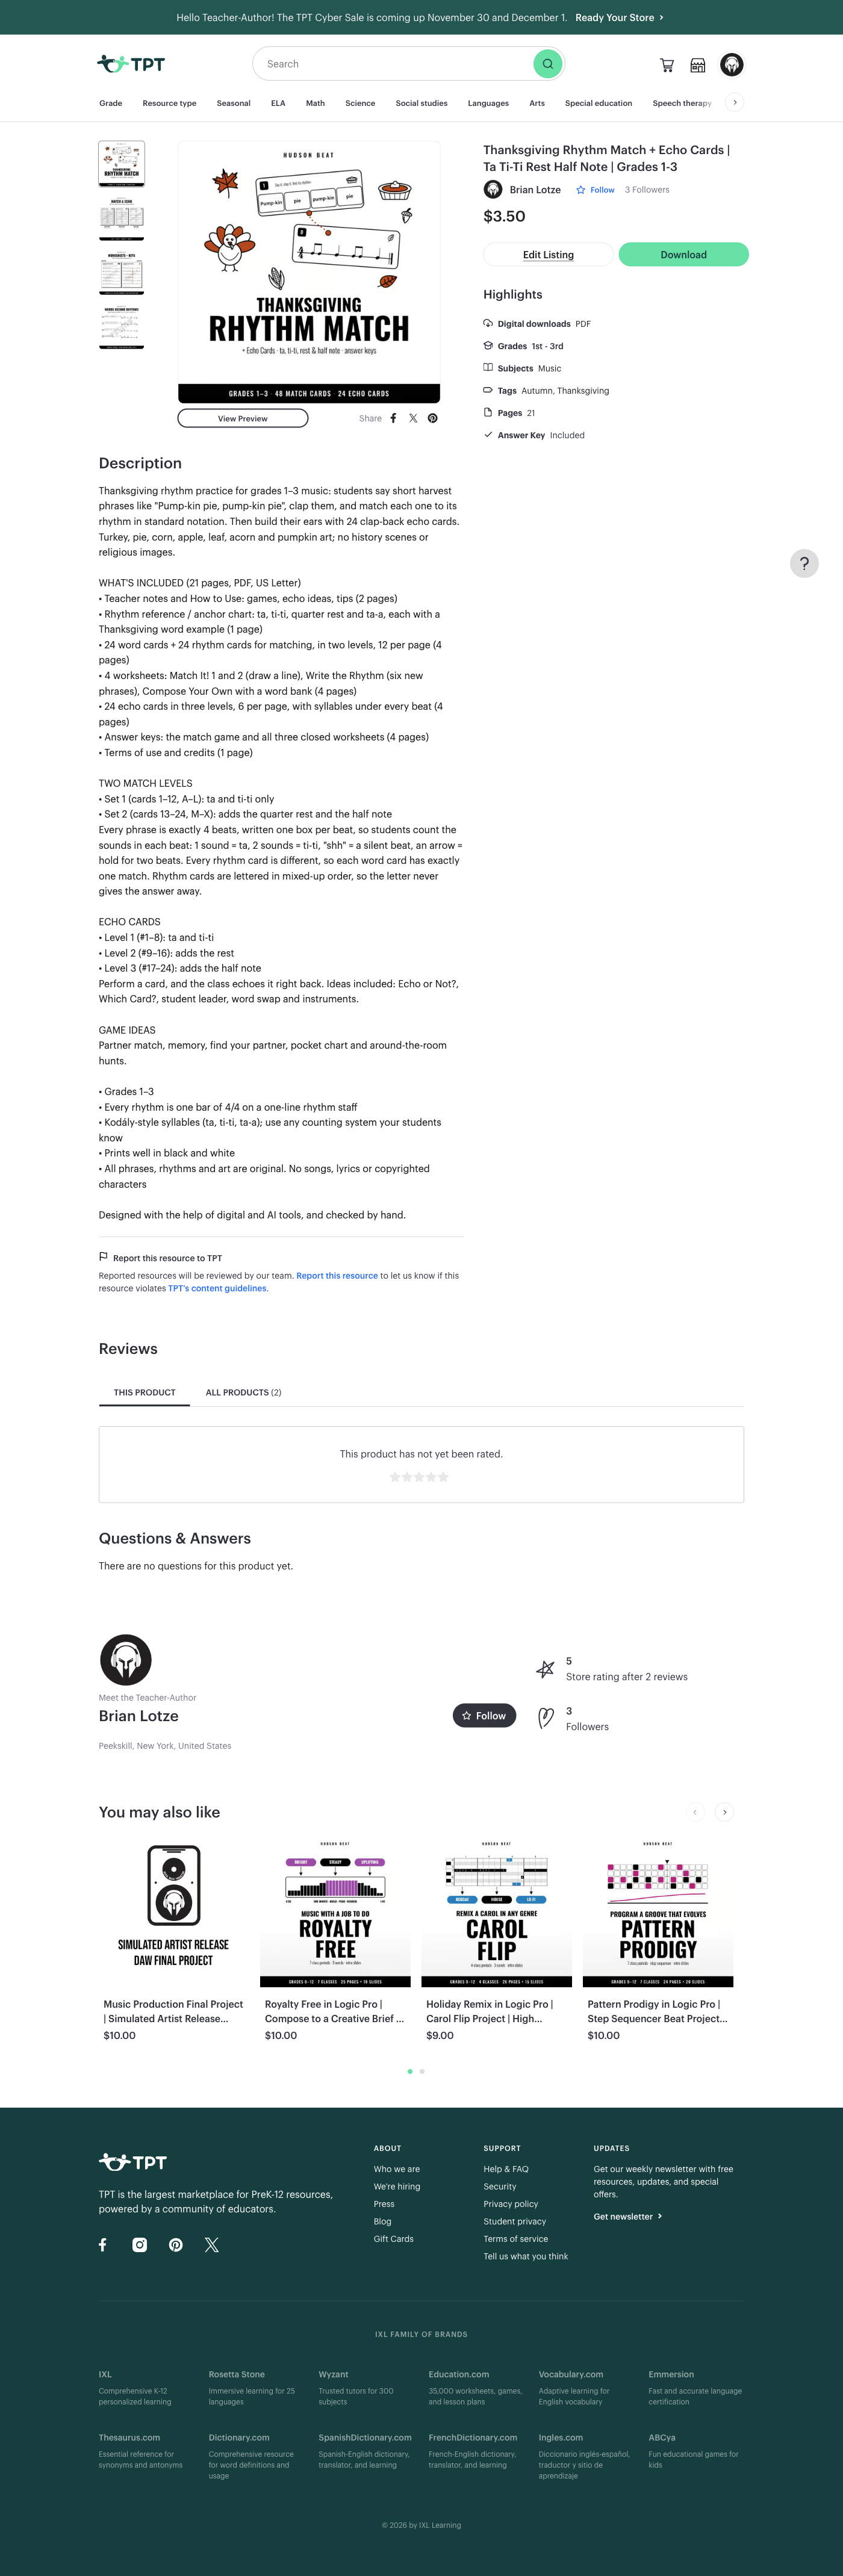 Hello Teacher-Author! The TPT Cyber Sale is coming up November 30 and December 1. Ready Your Store
TPT
Search
Grade Resource type Seasonal ELA Math Science Social studies Languages Arts Special education Speech therapy
HUDSON BEAT
Pump-kin pie Pump-kin pie
THANKSGIVING
RHYTHM MATCH
• Echo Cards · ta, ti-ti, rest & half note · answer keys
GRADES 1–3 · 48 MATCH CARDS · 24 ECHO CARDS
View Preview
Share
Thanksgiving Rhythm Match + Echo Cards |
Ta Ti-Ti Rest Half Note | Grades 1-3
Brian Lotze Follow 3 Followers
$3.50
Edit Listing Download
Highlights
Digital downloads PDF
Grades 1st - 3rd
Subjects Music
Tags Autumn, Thanksgiving
Pages 21
Answer Key Included
?
Description
Thanksgiving rhythm practice for grades 1–3 music: students say short harvest
phrases like "Pump-kin pie, pump-kin pie", clap them, and match each one to its
rhythm in standard notation. Then build their ears with 24 clap-back echo cards.
Turkey, pie, corn, apple, leaf, acorn and pumpkin art; no history scenes or
religious images.
WHAT'S INCLUDED (21 pages, PDF, US Letter)
• Teacher notes and How to Use: games, echo ideas, tips (2 pages)
• Rhythm reference / anchor chart: ta, ti-ti, quarter rest and ta-a, each with a
Thanksgiving word example (1 page)
• 24 word cards + 24 rhythm cards for matching, in two levels, 12 per page (4
pages)
• 4 worksheets: Match It! 1 and 2 (draw a line), Write the Rhythm (six new
phrases), Compose Your Own with a word bank (4 pages)
• 24 echo cards in three levels, 6 per page, with syllables under every beat (4
pages)
• Answer keys: the match game and all three closed worksheets (4 pages)
• Terms of use and credits (1 page)
TWO MATCH LEVELS
• Set 1 (cards 1–12, A–L): ta and ti-ti only
• Set 2 (cards 13–24, M–X): adds the quarter rest and the half note
Every phrase is exactly 4 beats, written one box per beat, so students count the
sounds in each beat: 1 sound = ta, 2 sounds = ti-ti, "shh" = a silent beat, an arrow =
hold for two beats. Every rhythm card is different, so each word card has exactly
one match. Rhythm cards are lettered in mixed-up order, so the letter never
gives the answer away.
ECHO CARDS
• Level 1 (#1–8): ta and ti-ti
• Level 2 (#9–16): adds the rest
• Level 3 (#17–24): adds the half note
Perform a card, and the class echoes it right back. Ideas included: Echo or Not?,
Which Card?, student leader, word swap and instruments.
GAME IDEAS
Partner match, memory, find your partner, pocket chart and around-the-room
hunts.
• Grades 1–3
• Every rhythm is one bar of 4/4 on a one-line rhythm staff
• Kodály-style syllables (ta, ti-ti, ta-a); use any counting system your students
know
• Prints well in black and white
• All phrases, rhythms and art are original. No songs, lyrics or copyrighted
characters
Designed with the help of digital and AI tools, and checked by hand.
Report this resource to TPT
Reported resources will be reviewed by our team. Report this resource to let us know if this
resource violates TPT's content guidelines.
Reviews
THIS PRODUCT ALL PRODUCTS (2)
This product has not yet been rated.
Questions & Answers
There are no questions for this product yet.
Meet the Teacher-Author
Brian Lotze
Peekskill, New York, United States
Follow
5
Store rating after 2 reviews
3
Followers
You may also like
SIMULATED ARTIST RELEASE
DAW FINAL PROJECT
Music Production Final Project
| Simulated Artist Release...
$10.00
HUDSON BEAT
MUSIC WITH A JOB TO DO
ROYALTY
FREE
Royalty Free in Logic Pro |
Compose to a Creative Brief ...
$10.00
HUDSON BEAT
REMIX A CAROL IN ANY GENRE
CAROL
FLIP
Holiday Remix in Logic Pro |
Carol Flip Project | High...
$9.00
HUDSON BEAT
PROGRAM A GROOVE THAT EVOLVES
PATTERN
PRODIGY
Pattern Prodigy in Logic Pro |
Step Sequencer Beat Project...
$10.00
TPT
TPT is the largest marketplace for PreK-12 resources,
powered by a community of educators.
ABOUT
Who we are
We're hiring
Press
Blog
Gift Cards
SUPPORT
Help & FAQ
Security
Privacy policy
Student privacy
Terms of service
Tell us what you think
UPDATES
Get our weekly newsletter with free
resources, updates, and special
offers.
Get newsletter
IXL FAMILY OF BRANDS
IXL
Comprehensive K-12
personalized learning
Rosetta Stone
Immersive learning for 25
languages
Wyzant
Trusted tutors for 300
subjects
Education.com
35,000 worksheets, games,
and lesson plans
Vocabulary.com
Adaptive learning for
English vocabulary
Emmersion
Fast and accurate language
certification
Thesaurus.com
Essential reference for
synonyms and antonyms
Dictionary.com
Comprehensive resource
for word definitions and
usage
SpanishDictionary.com
Spanish-English dictionary,
translator, and learning
FrenchDictionary.com
French-English dictionary,
translator, and learning
Ingles.com
Diccionario inglés-español,
traductor y sitio de
aprendizaje
ABCya
Fun educational games for
kids
© 2026 by IXL Learning